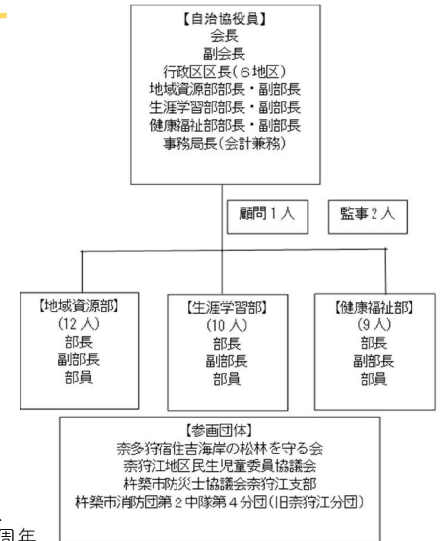 【自治協役員】
会長
副会長
行政区区長(6地区)
地域資源部部長・副部長
生涯学習部部長・副部長
健康福祉部部長・副部長
事務局長(会計兼務)
顧問1人
監事2人
【地域資源部】
(12人)
部長
副部長
部員
【生涯学習部】
(10人)
部長
副部長
部員
【健康福祉部】
(9人)
部長
副部長
部員
【参画団体】
奈多狩宿住吉海岸の松林を守る会
奈狩江地区民生児童委員協議会
杵築市防災士協議会奈狩江支部
杵築市消防団第2中隊第4分団(旧奈狩江分団)
、
周年